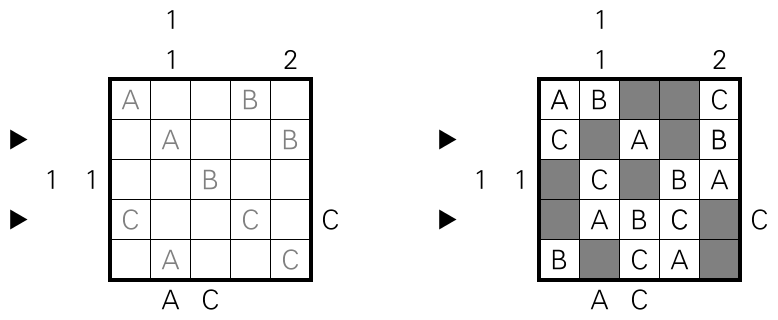 1 1
1 2 1 2
A B A B C
▶ A B ▶ C A B
1 1 B 1 1 C B A
▶ C C C ▶ A B C C
A C B C A
A C A C